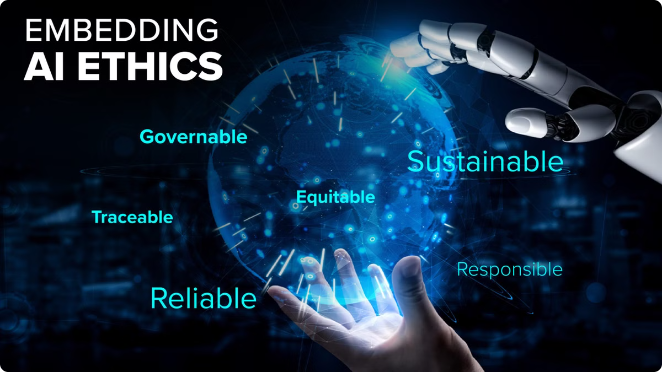 EMBEDDING
AI ETHICS
Governable
Sustainable
Equitable
Traceable
Responsible
Reliable